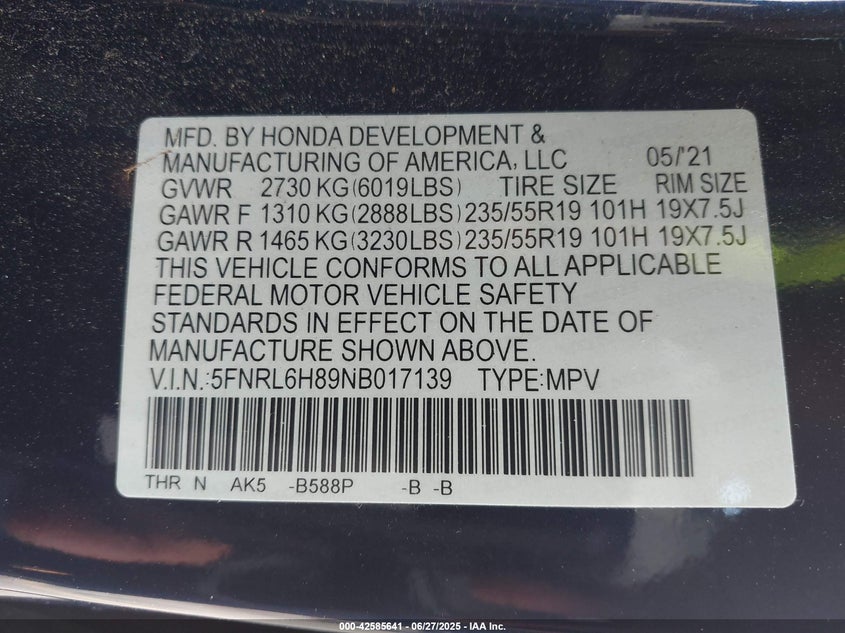 MFD. BY HONDA DEVELOPMENT &
MANUFACTURING OF AMERICA, LLC 05/'21
GVWR 2730 KG(6019LBS) TIRE SIZE RIM SIZE
GAWR F 1310 KG(2888LBS) 235/55R19 101H 19X7.5J
GAWR R 1465 KG(3230LBS) 235/55R19 101H 19X7.5J
THIS VEHICLE CONFORMS TO ALL APPLICABLE
FEDERAL MOTOR VEHICLE SAFETY
STANDARDS IN EFFECT ON THE DATE OF
MANUFACTURE SHOWN ABOVE.
V.I.N.:5FNRL6H89NB017139 TYPE:MPV
THR N AK5 -B588P -B -B
000-42585641 - 06/27/2025 - IAA Inc.